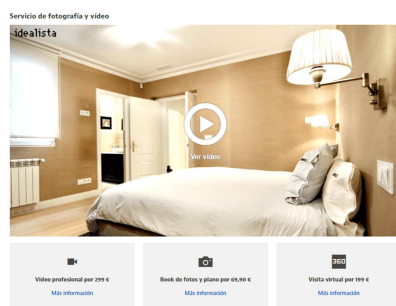 Servicio de fotografía y vídeo
idealista
Ver vídeo
360
Vídeo profesional por 299 €
Book de fotos y plano por 69,90 €
Visita virtual por 199 €
Más información
Más información
Más información